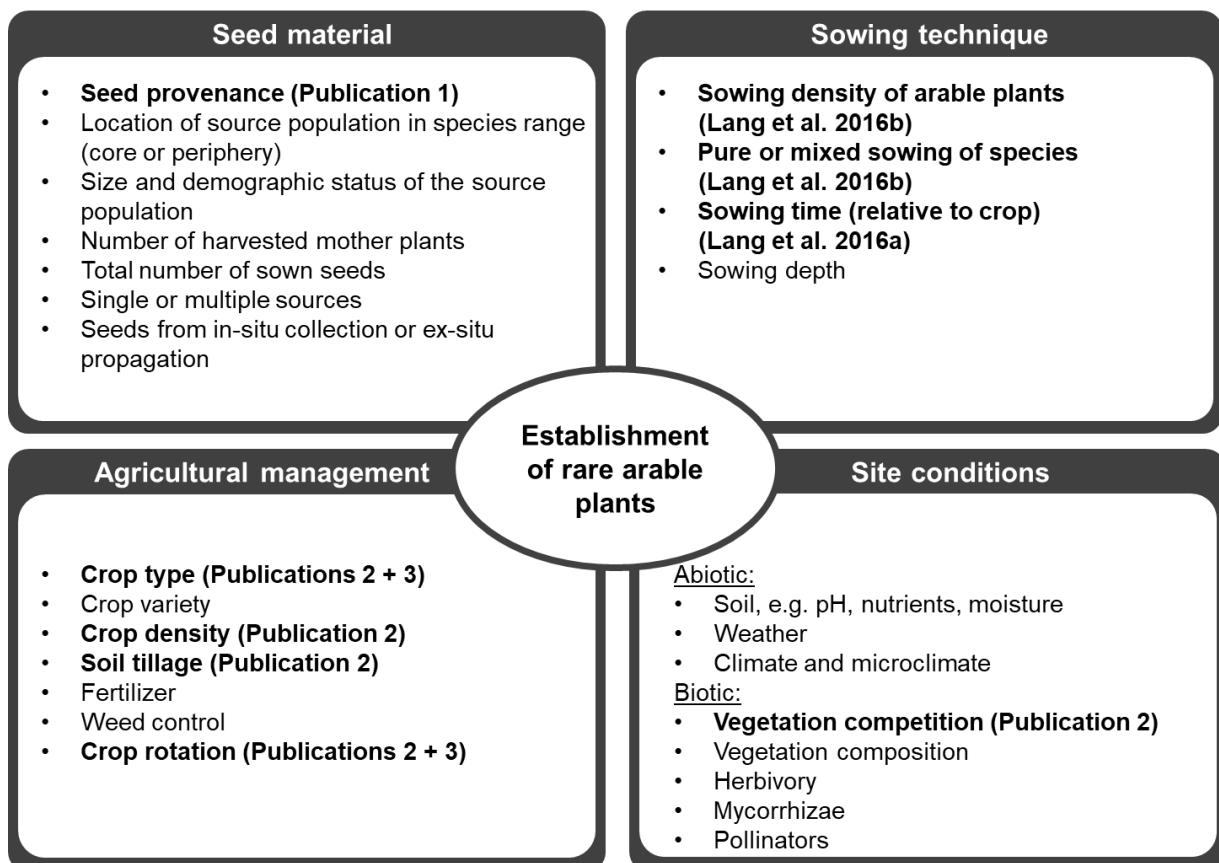 Seed material
• Seed provenance (Publication 1)
• Location of source population in species range
(core or periphery)
• Size and demographic status of the source
population
• Number of harvested mother plants
• Total number of sown seeds
• Single or multiple sources
• Seeds from in-situ collection or ex-situ
propagation
Sowing technique
• Sowing density of arable plants
(Lang et al. 2016b)
• Pure or mixed sowing of species
(Lang et al. 2016b)
• Sowing time (relative to crop)
(Lang et al. 2016a)
• Sowing depth
Establishment
of rare arable
plants
Agricultural management
• Crop type (Publications 2 + 3)
• Crop variety
• Crop density (Publication 2)
• Soil tillage (Publication 2)
• Fertilizer
• Weed control
• Crop rotation (Publications 2 + 3)
Site conditions
Abiotic:
• Soil, e.g. pH, nutrients, moisture
• Weather
• Climate and microclimate
Biotic:
• Vegetation competition (Publication 2)
• Vegetation composition
• Herbivory
• Mycorrhizae
• Pollinators